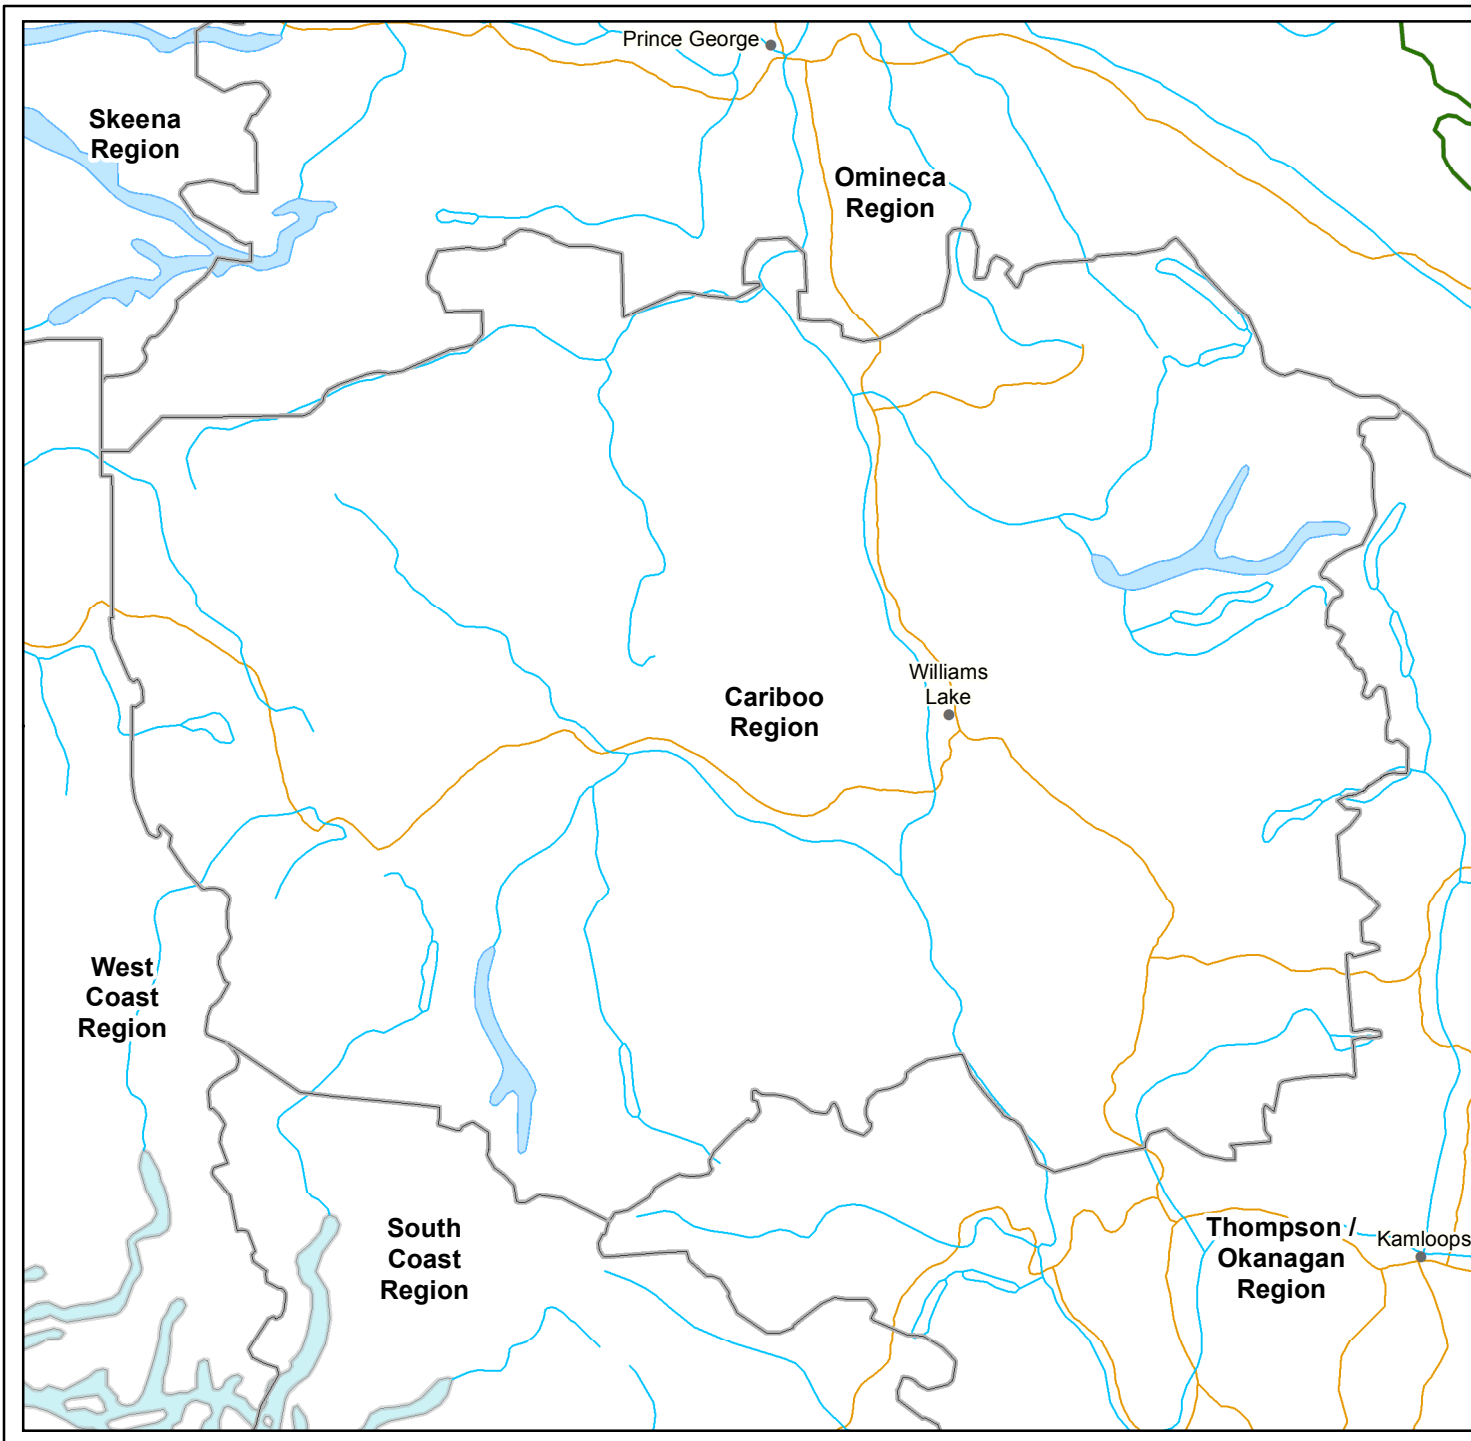 Prince George
Skeena
Region
Omineca
Region
Williams
Lake
Cariboo
Region
West
Coast
Region
South
Coast
Region
Thompson /
Okanagan
Region
Kamloops